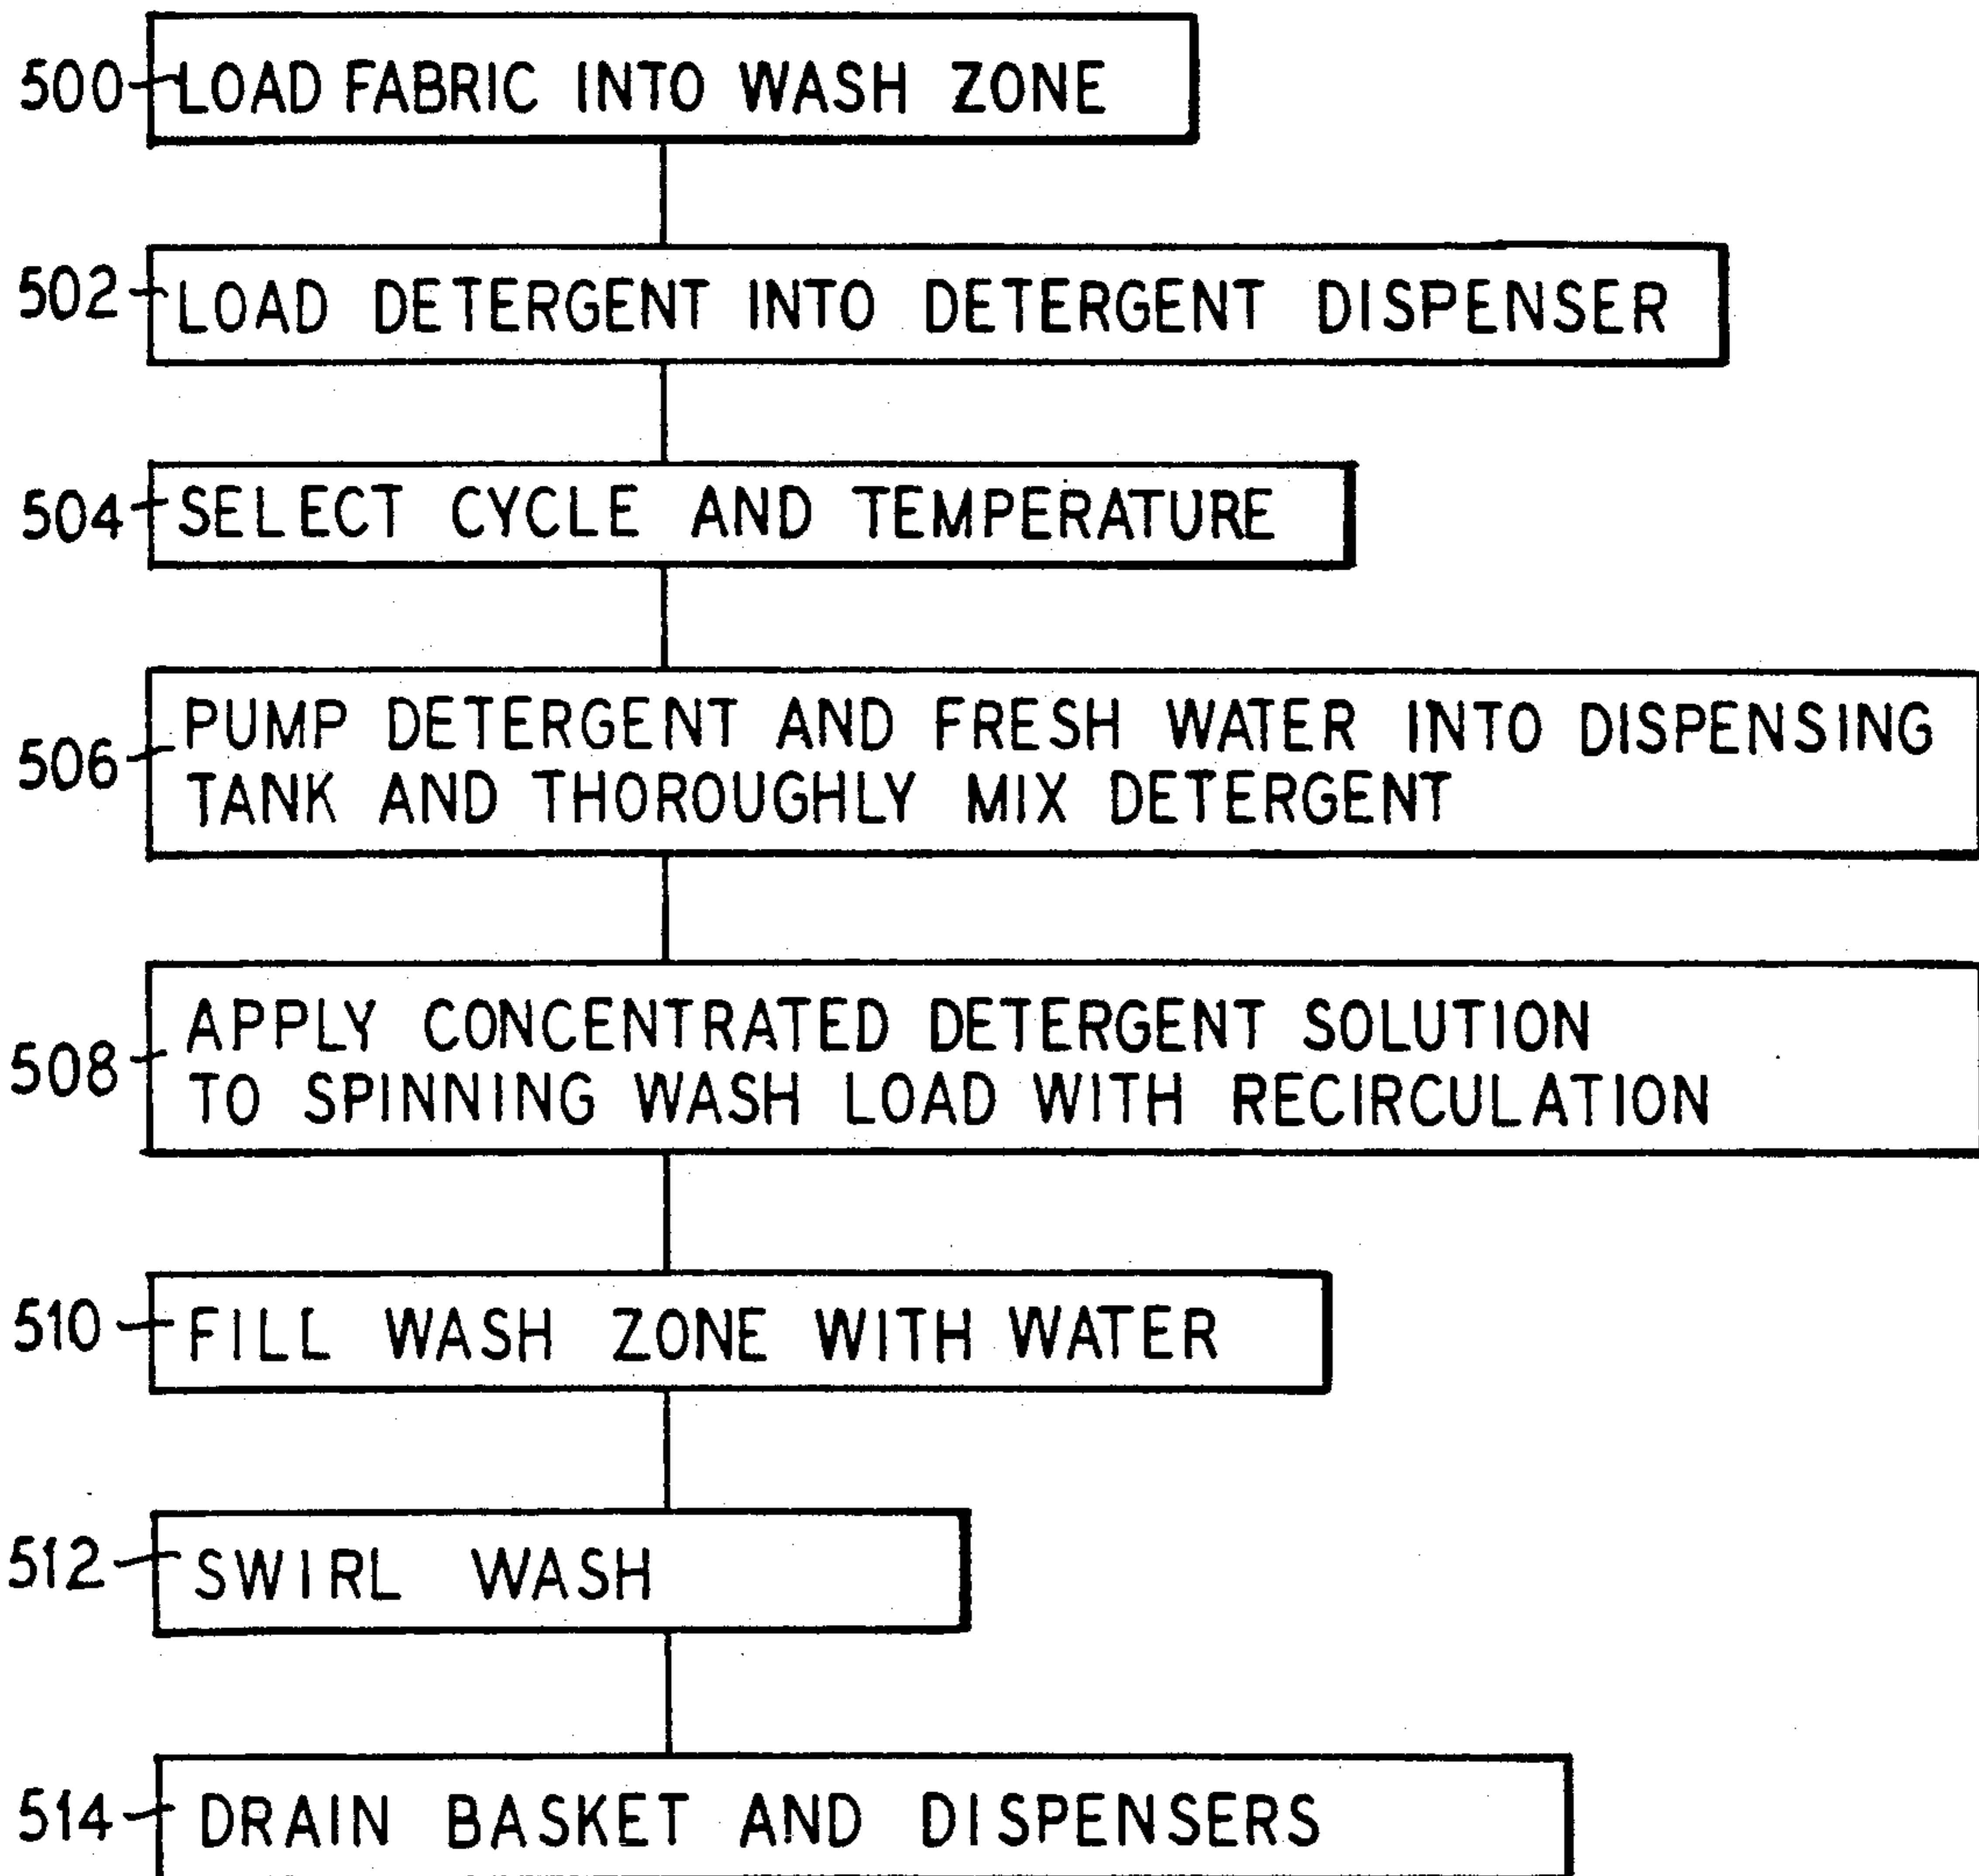 500 LOAD FABRIC INTO WASH ZONE
502 LOAD DETERGENT INTO DETERGENT DISPENSER
504 SELECT CYCLE AND TEMPERATURE
506 PUMP DETERGENT AND FRESH WATER INTO DISPENSING
TANK AND THOROUGHLY MIX DETERGENT
508 APPLY CONCENTRATED DETERGENT SOLUTION
TO SPINNING WASH LOAD WITH RECIRCULATION
510 FILL WASH ZONE WITH WATER
512 SWIRL WASH
514 DRAIN BASKET AND DISPENSERS